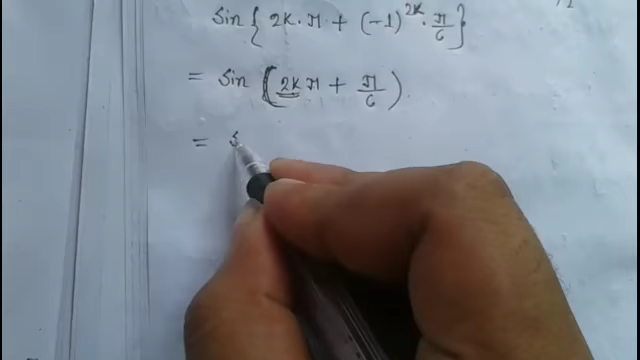 sin{2K·π + (-1)^2K · π/6}
= sin (2Kπ + π/6)
= s